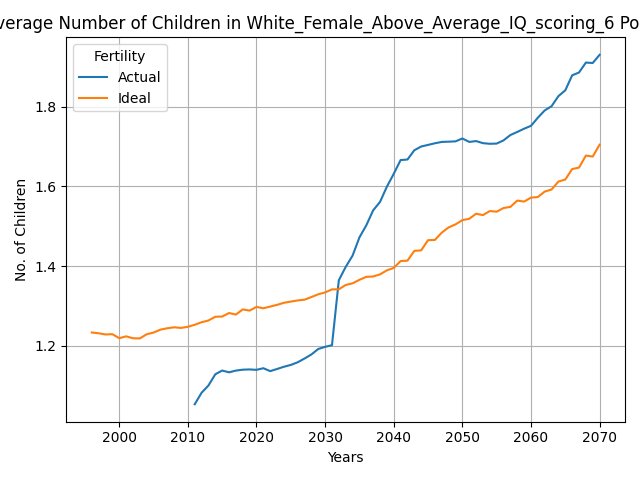 verage Number of Children in White_Female_Above_Average_IQ_scoring_6 Po
Fertility
Actual
Ideal
No. of Children
1.8
1.6
1.4
1.2
2000 2010 2020 2030 2040 2050 2060 2070
Years